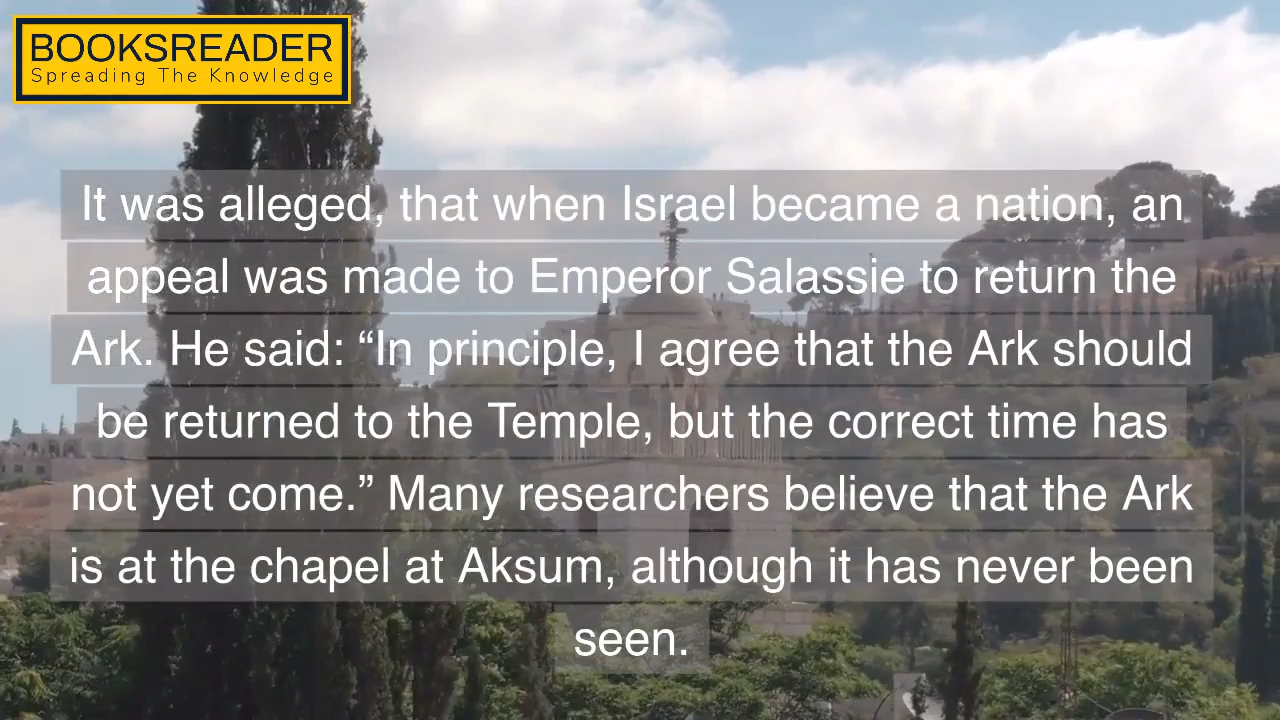 BOOKSREADER
Spreading The Knowledge
It was alleged, that when Israel became a nation, an
appeal was made to Emperor Salassie to return the
Ark. He said: “In principle, I agree that the Ark should
be returned to the Temple, but the correct time has
not yet come.” Many researchers believe that the Ark
is at the chapel at Aksum, although it has never been
seen.